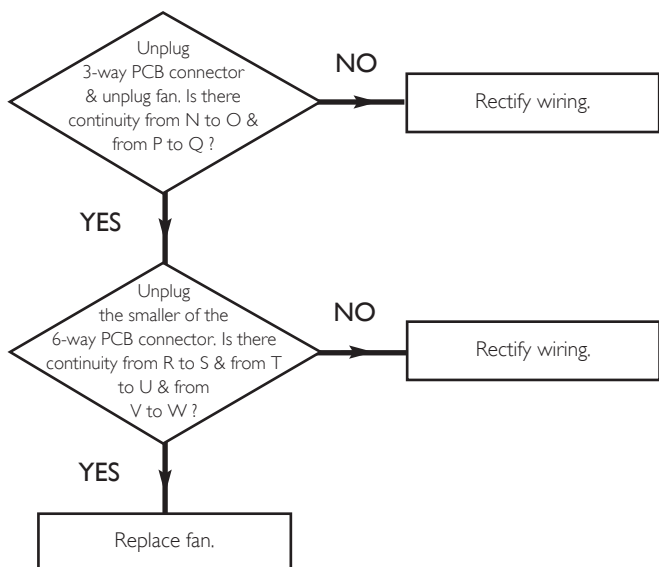 Unplug
3-way PCB connector
& unplug fan. Is there
continuity from N to O &
from P to Q ?
NO
Rectify wiring.
YES
Unplug
the smaller of the
6-way PCB connector. Is there
continuity from R to S & from T
to U & from
V to W ?
NO
Rectify wiring.
YES
Replace fan.